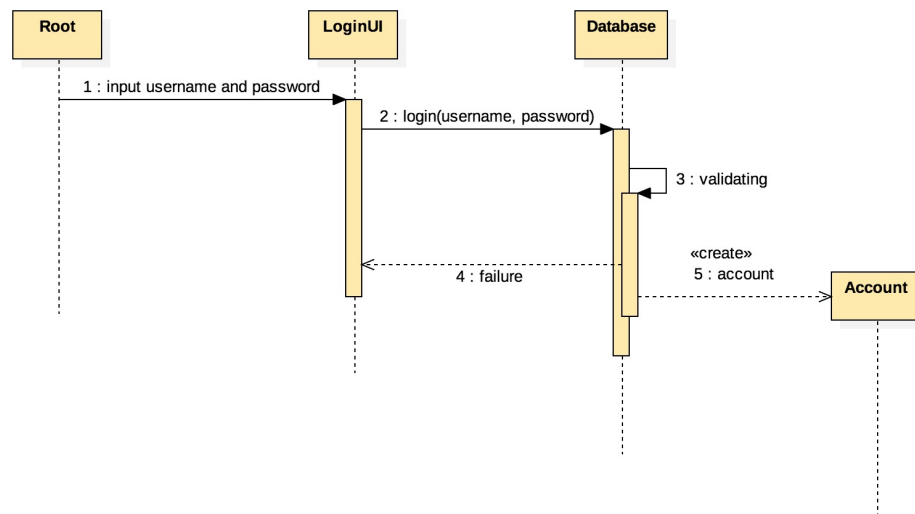 Root
LoginUI
Database
1 : input username and password
2 : login(username, password)
3 : validating
4 : failure
«create»
5 : account
Account